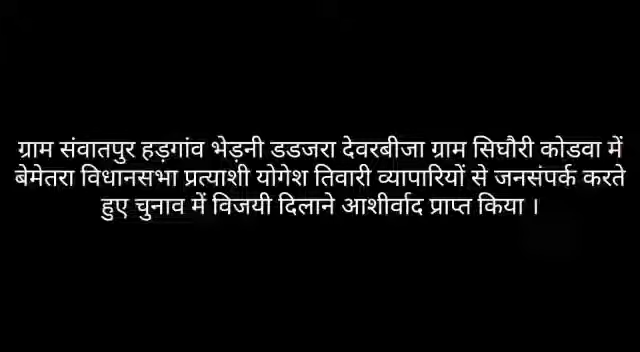 ग्राम संवातपुर हड़गांव भेड़नी डडजरा देवरबीजा ग्राम सिघौरी कोडवा में
बेमेतरा विधानसभा प्रत्याशी योगेश तिवारी व्यापारियों से जनसंपर्क करते
हुए चुनाव में विजयी दिलाने आशीर्वाद प्राप्त किया ।